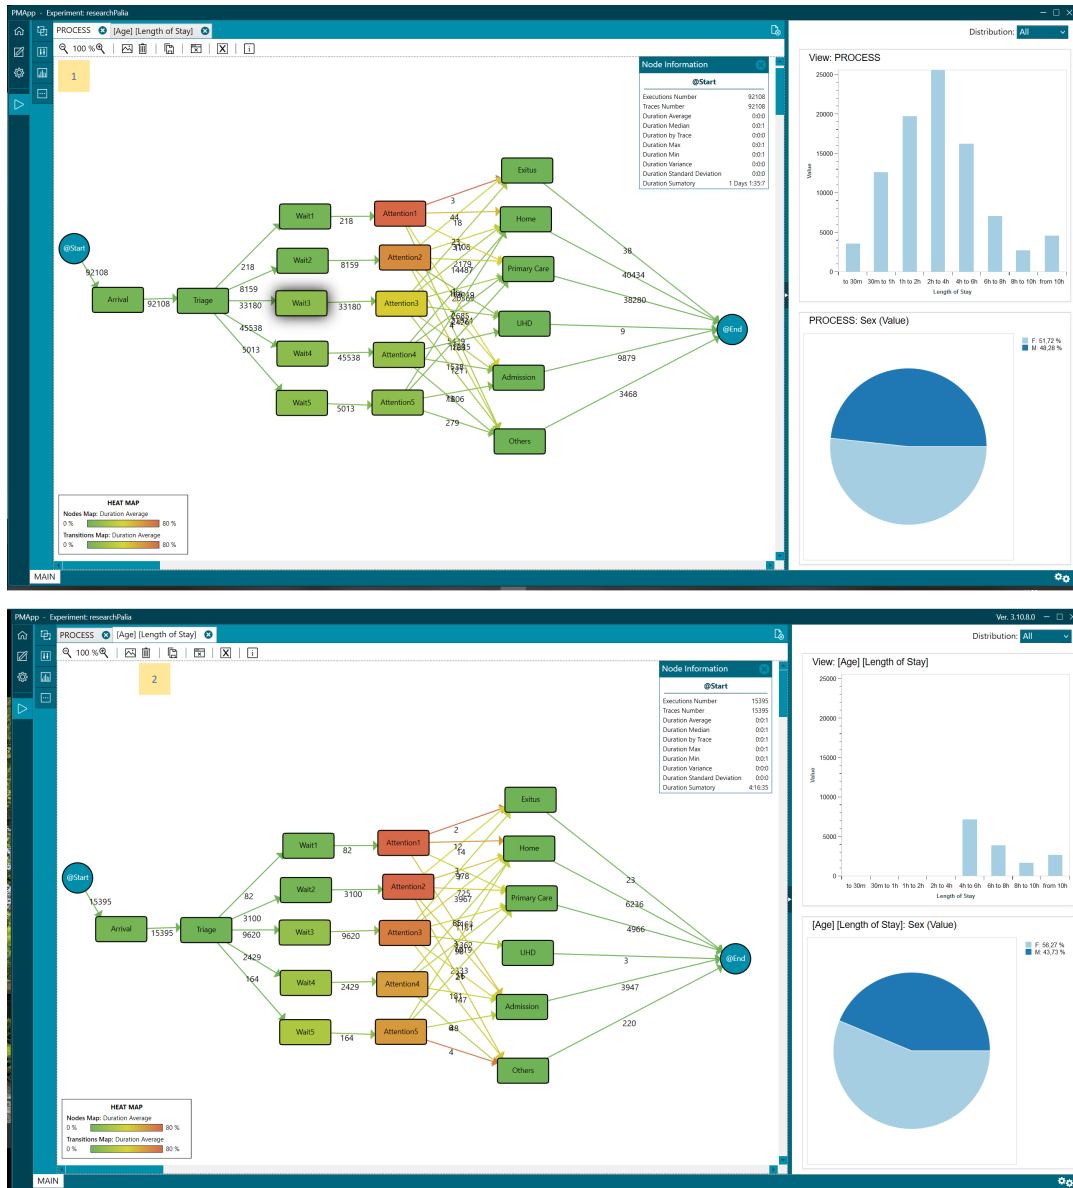 PMApp - Experiment: researchPalia
PROCESS [Age] [Length of Stay]
100 %
1
Node Information
@Start
Executions Number 92108
Traces Number 92108
Duration Average 0:0:0
Duration Median 0:0:1
Duration by Trace 0:0:0
Duration Max 0:0:1
Duration Min 0:0:1
Duration Variance 0:0:0
Duration Standard Deviation 0:0:0
Duration Sumatory 1 Days 1:35:7
@Start
92108
Arrival
92108
Triage
218
8159
33180
45538
5013
Wait1
218
Attention1
Wait2
8159
Attention2
Wait3
33180
Attention3
Wait4
45538
Attention4
Wait5
5013
Attention5
3
44
18
2179
14487
279
Exitus
Home
Primary Care
UHD
Admission
Others
38
40434
38280
9
9879
3468
@End
HEAT MAP
Nodes Map: Duration Average
0 % 80 %
Transitions Map: Duration Average
0 % 80 %
MAIN
Distribution: All
View: PROCESS
25000
20000
15000
10000
5000
0
Value
to 30m 30m to 1h 1h to 2h 2h to 4h 4h to 6h 6h to 8h 8h to 10h from 10h
Length of Stay
PROCESS: Sex (Value)
F: 51,72 %
M: 48,28 %
PMApp - Experiment: researchPalia Ver. 3.10.8.0
PROCESS [Age] [Length of Stay]
100 %
2
Node Information
@Start
Executions Number 15395
Traces Number 15395
Duration Average 0:0:1
Duration Median 0:0:1
Duration by Trace 0:0:1
Duration Max 0:0:1
Duration Min 0:0:1
Duration Variance 0:0:0
Duration Standard Deviation 0:0:0
Duration Sumatory 4:16:35
@Start
15395
Arrival
15395
Triage
82
3100
9620
2429
164
Wait1
82
Attention1
Wait2
3100
Attention2
Wait3
9620
Attention3
Wait4
2429
Attention4
Wait5
164
Attention5
2
12
14
978
725
3967
4
Exitus
Home
Primary Care
UHD
Admission
Others
23
6236
4966
3
3947
220
@End
HEAT MAP
Nodes Map: Duration Average
0 % 80 %
Transitions Map: Duration Average
0 % 80 %
MAIN
Distribution: All
View: [Age] [Length of Stay]
25000
20000
15000
10000
5000
0
Value
to 30m 30m to 1h 1h to 2h 2h to 4h 4h to 6h 6h to 8h 8h to 10h from 10h
Length of Stay
[Age] [Length of Stay]: Sex (Value)
F: 56,27 %
M: 43,73 %